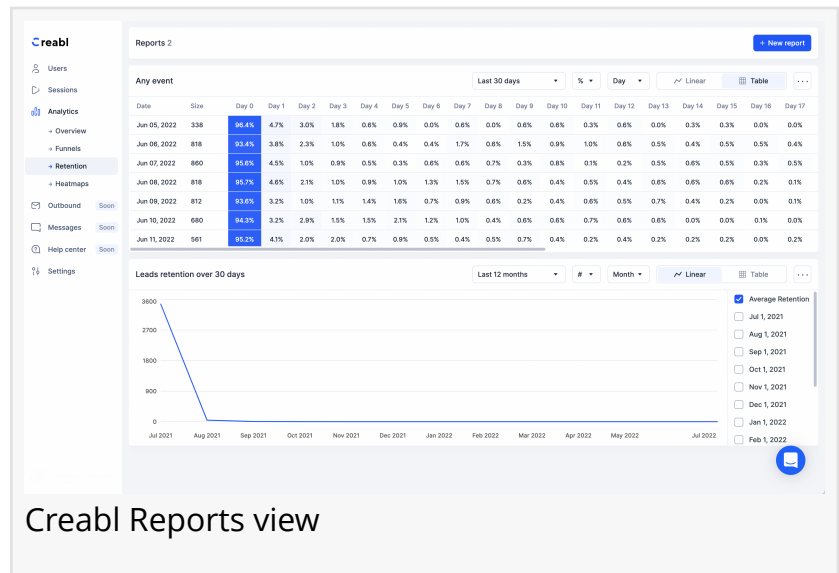 Creabl
Reports 2
+ New report
Users
Sessions
Analytics
→ Overview
→ Funnels
→ Retention
→ Heatmaps
Outbound Soon
Messages Soon
Help center Soon
Settings
Any event
Last 30 days % Day Linear Table ...
Date Size Day 0 Day 1 Day 2 Day 3 Day 4 Day 5 Day 6 Day 7 Day 8 Day 9 Day 10 Day 11 Day 12 Day 13 Day 14 Day 15 Day 16 Day 17
Jun 05, 2022 338 96.4% 4.7% 3.0% 1.8% 0.6% 0.9% 0.0% 0.6% 0.0% 0.6% 0.6% 0.3% 0.6% 0.0% 0.3% 0.3% 0.0% 0.0%
Jun 06, 2022 818 93.4% 3.8% 2.3% 1.0% 0.6% 0.4% 0.4% 1.7% 0.6% 1.5% 0.9% 1.0% 0.6% 0.5% 0.4% 0.5% 0.5% 0.4%
Jun 07, 2022 860 95.6% 4.5% 1.0% 0.9% 0.5% 0.3% 0.6% 0.6% 0.7% 0.3% 0.8% 0.1% 0.2% 0.5% 0.6% 0.5% 0.3% 0.5%
Jun 08, 2022 818 95.7% 4.6% 2.1% 1.0% 0.9% 1.0% 1.3% 1.5% 0.7% 0.6% 0.4% 0.5% 0.4% 0.6% 0.6% 0.6% 0.2% 0.1%
Jun 09, 2022 812 93.6% 3.2% 1.0% 1.1% 1.4% 1.6% 0.7% 0.9% 0.6% 0.2% 0.4% 0.6% 0.5% 0.7% 0.4% 0.2% 0.0% 0.1%
Jun 10, 2022 680 94.3% 3.2% 2.9% 1.5% 1.5% 2.1% 1.2% 1.0% 0.4% 0.6% 0.6% 0.7% 0.6% 0.6% 0.0% 0.0% 0.1% 0.0%
Jun 11, 2022 561 95.2% 4.1% 2.0% 2.0% 0.7% 0.9% 0.5% 0.4% 0.5% 0.7% 0.4% 0.2% 0.4% 0.2% 0.2% 0.2% 0.0% 0.2%
Leads retention over 30 days
Last 12 months # Month Linear Table ...
3600
2700
1800
900
0
Jul 2021 Aug 2021 Sep 2021 Oct 2021 Nov 2021 Dec 2021 Jan 2022 Feb 2022 Mar 2022 Apr 2022 May 2022 Jul 2022
Average Retention
Jul 1, 2021
Aug 1, 2021
Sep 1, 2021
Oct 1, 2021
Nov 1, 2021
Dec 1, 2021
Jan 1, 2022
Feb 1, 2022
Creabl Reports view